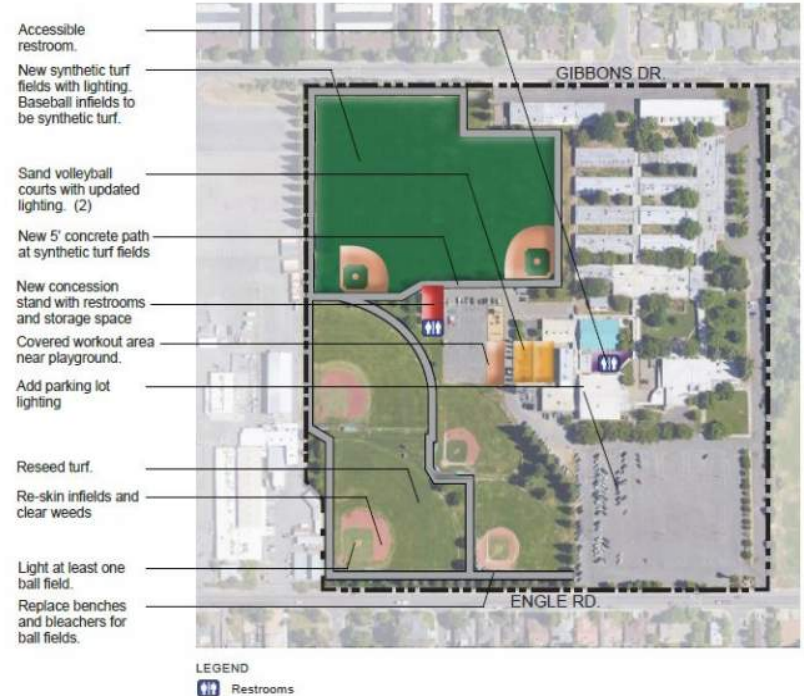 Accessible
restroom.
New synthetic turf
fields with lighting.
Baseball infields to
be synthetic turf.
GIBBONS DR.
Sand volleyball
courts with updated
lighting. (2)
New 5' concrete path
at synthetic turf fields
New concession
stand with restrooms
and storage space
Covered workout area
near playground.
Add parking lot
lighting
Reseed turf.
Re-skin infields and
clear weeds
Light at least one
ball field.
Replace benches
and bleachers for
ball fields.
ENGLE RD.
LEGEND
Restrooms